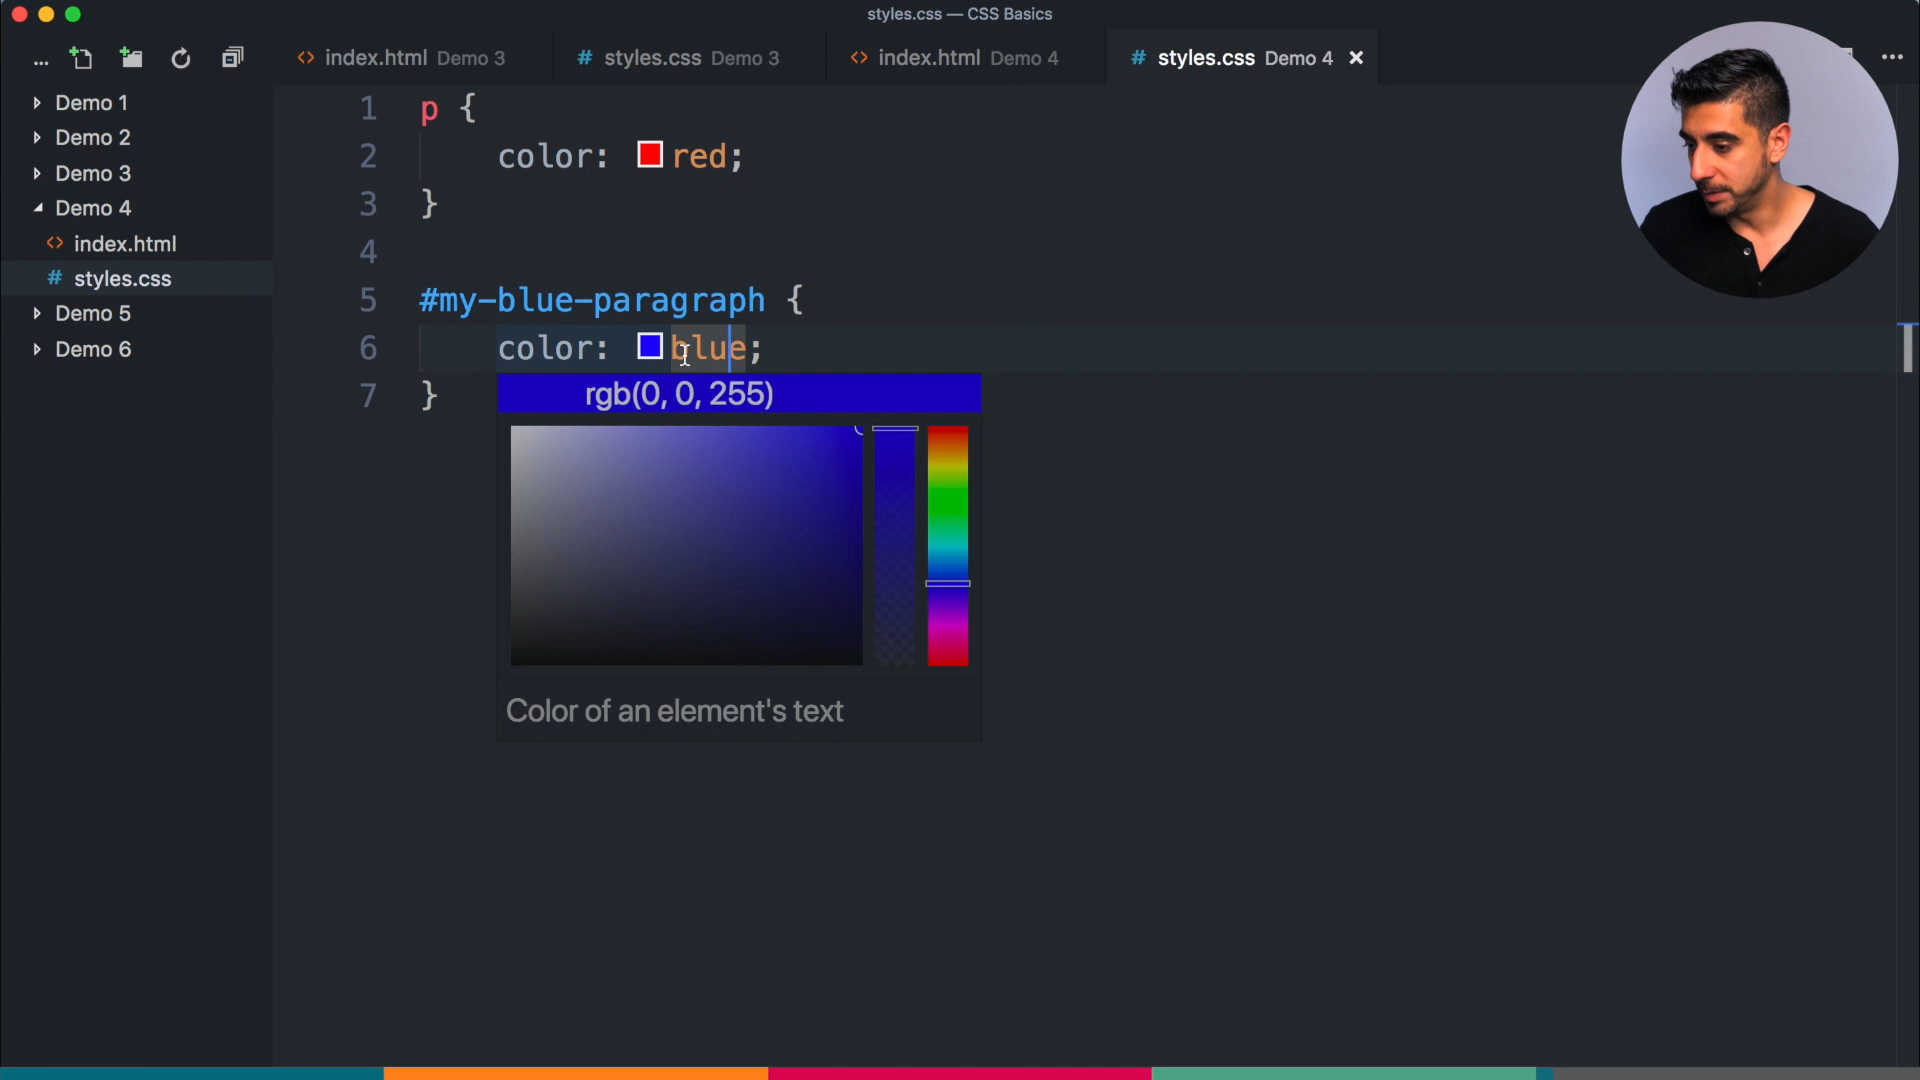 styles.css — CSS Basics
... index.html Demo 3 # styles.css Demo 3 index.html Demo 4 # styles.css Demo 4
Demo 1
Demo 2
Demo 3
Demo 4
<> index.html
# styles.css
Demo 5
Demo 6
1 p {
2 color: red;
3 }
4
5 #my-blue-paragraph {
6 color: blue;
7 }
rgb(0, 0, 255)
Color of an element's text